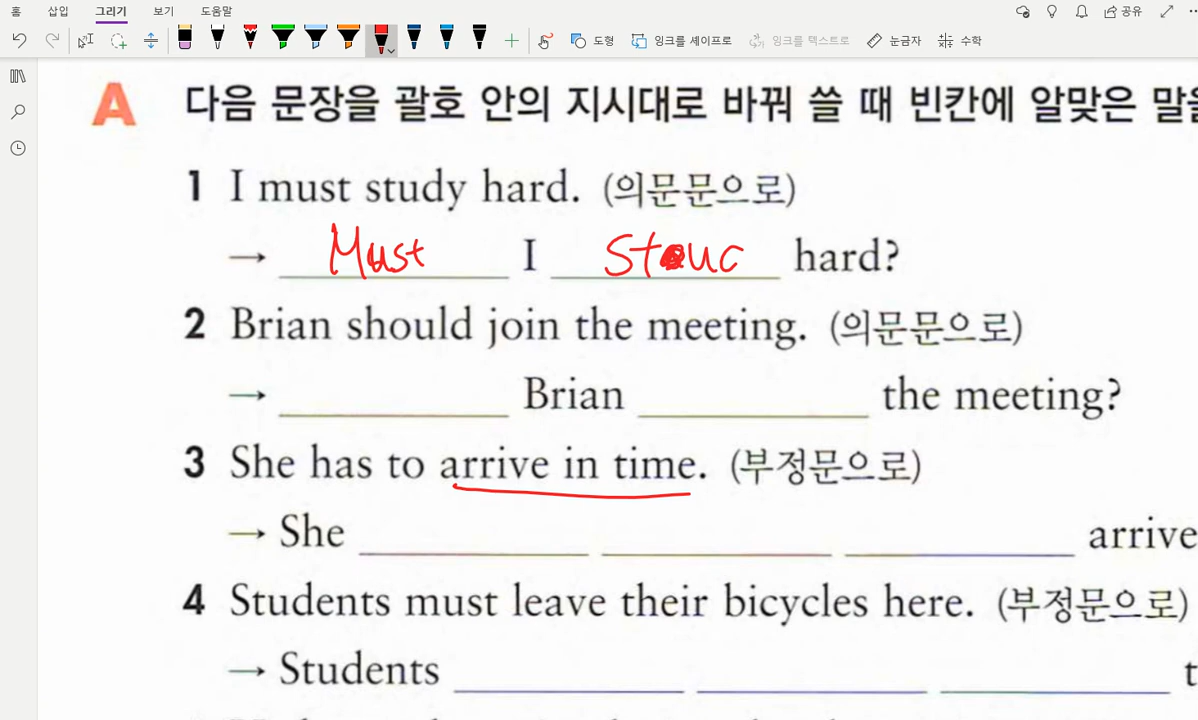 홈 삽입 그리기 보기 도움말
공유
도형 잉크를 셰이프로 잉크를 텍스트로 눈금자 수학
A 다음 문장을 괄호 안의 지시대로 바꿔 쓸 때 빈칸에 알맞은 말을
1 I must study hard. (의문문으로)
→ Must I Stuc hard?
2 Brian should join the meeting. (의문문으로)
→ Brian the meeting?
3 She has to arrive in time. (부정문으로)
→ She arrive
4 Students must leave their bicycles here. (부정문으로)
→ Students t